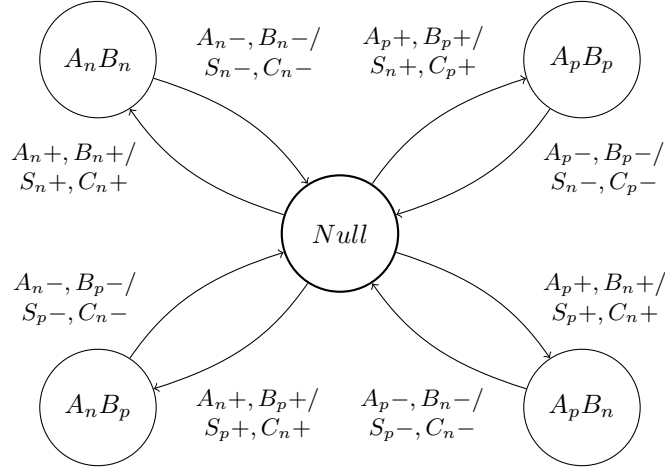 $A_nB_n$
$A_n-, B_n-/$
$S_n-, C_n-$
$A_p+, B_p+/$
$S_n+, C_p+$
$A_pB_p$
$A_n+, B_n+/$
$S_n+, C_n+$
$A_p-, B_p-/$
$S_n-, C_p-$
$Null$
$A_n-, B_p-/$
$S_p-, C_n-$
$A_p+, B_n+/$
$S_p+, C_n+$
$A_nB_p$
$A_n+, B_p+/$
$S_p+, C_n+$
$A_p-, B_n-/$
$S_p-, C_n-$
$A_pB_n$